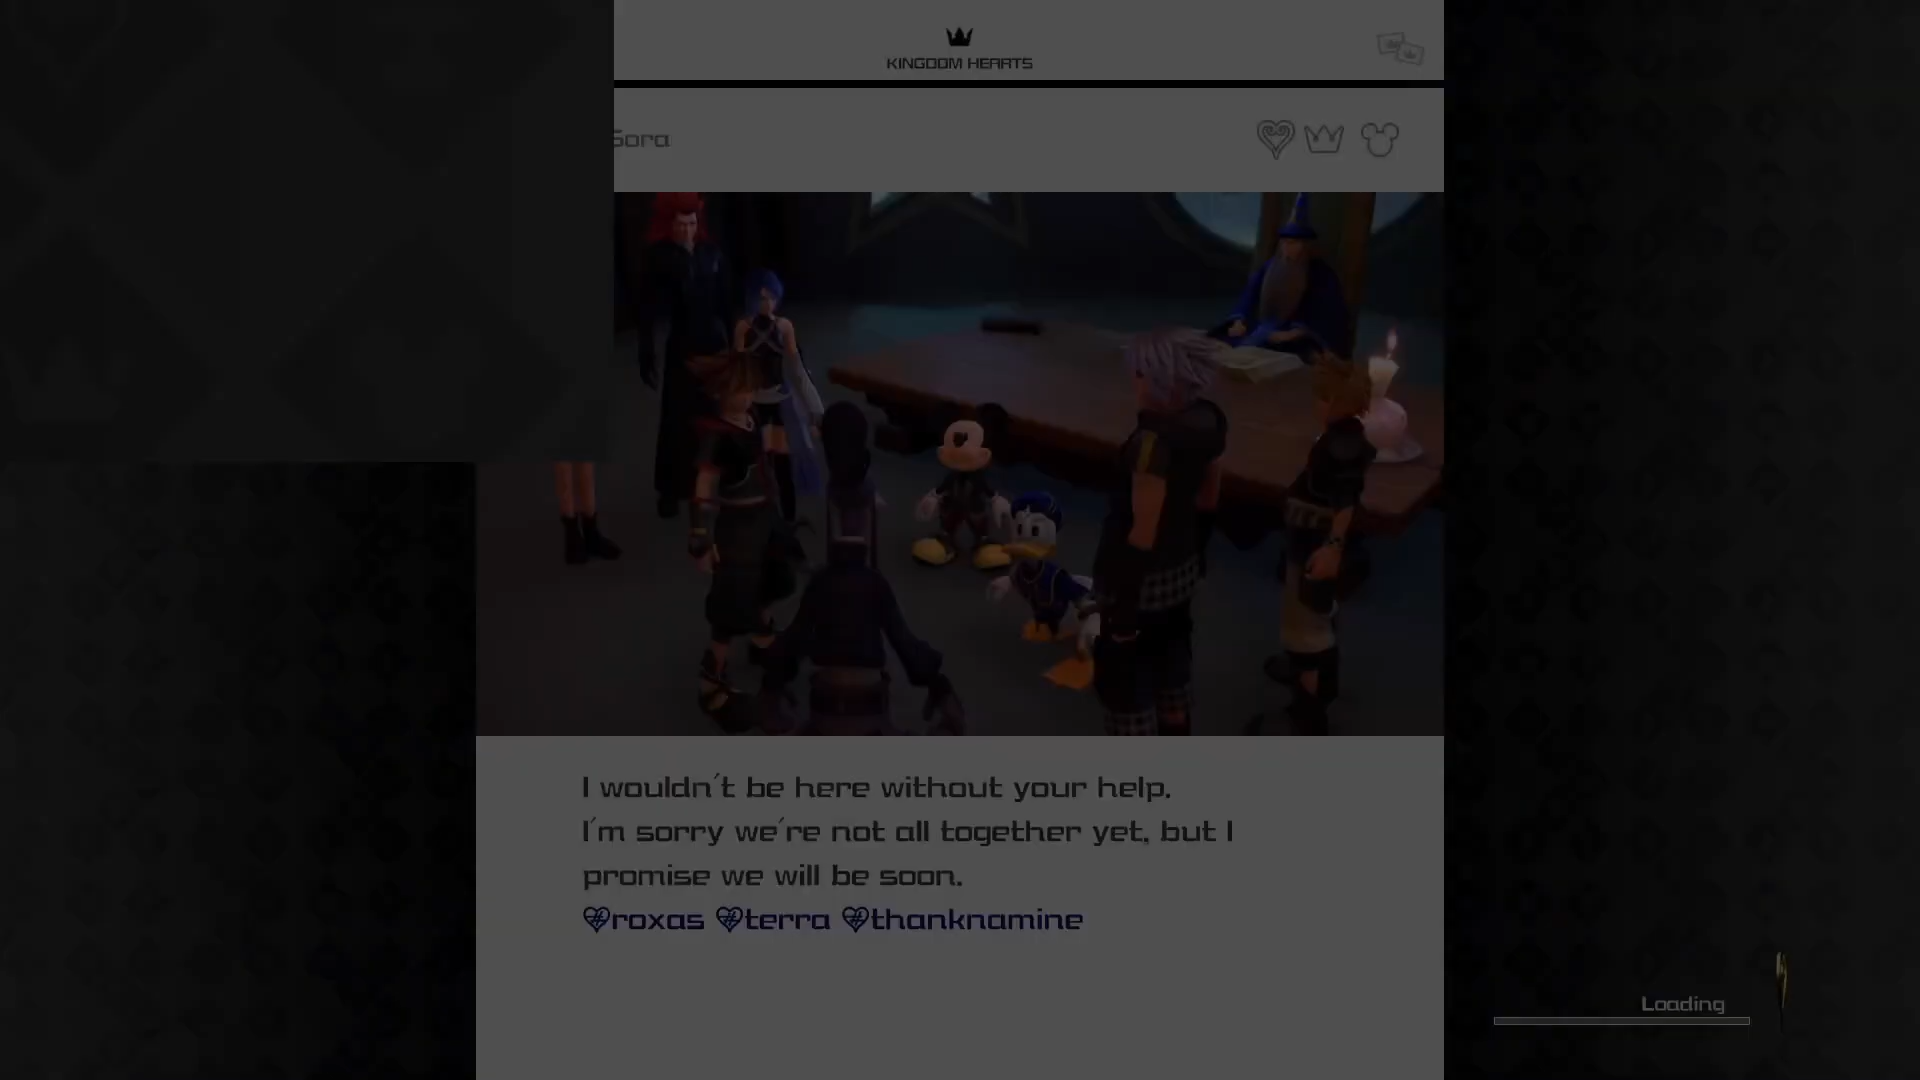 KINGDOM HEARTS
Sora
I wouldn't be here without your help.
I'm sorry we're not all together yet, but I
promise we will be soon.
#roxas #terra #thanknamine
Loading